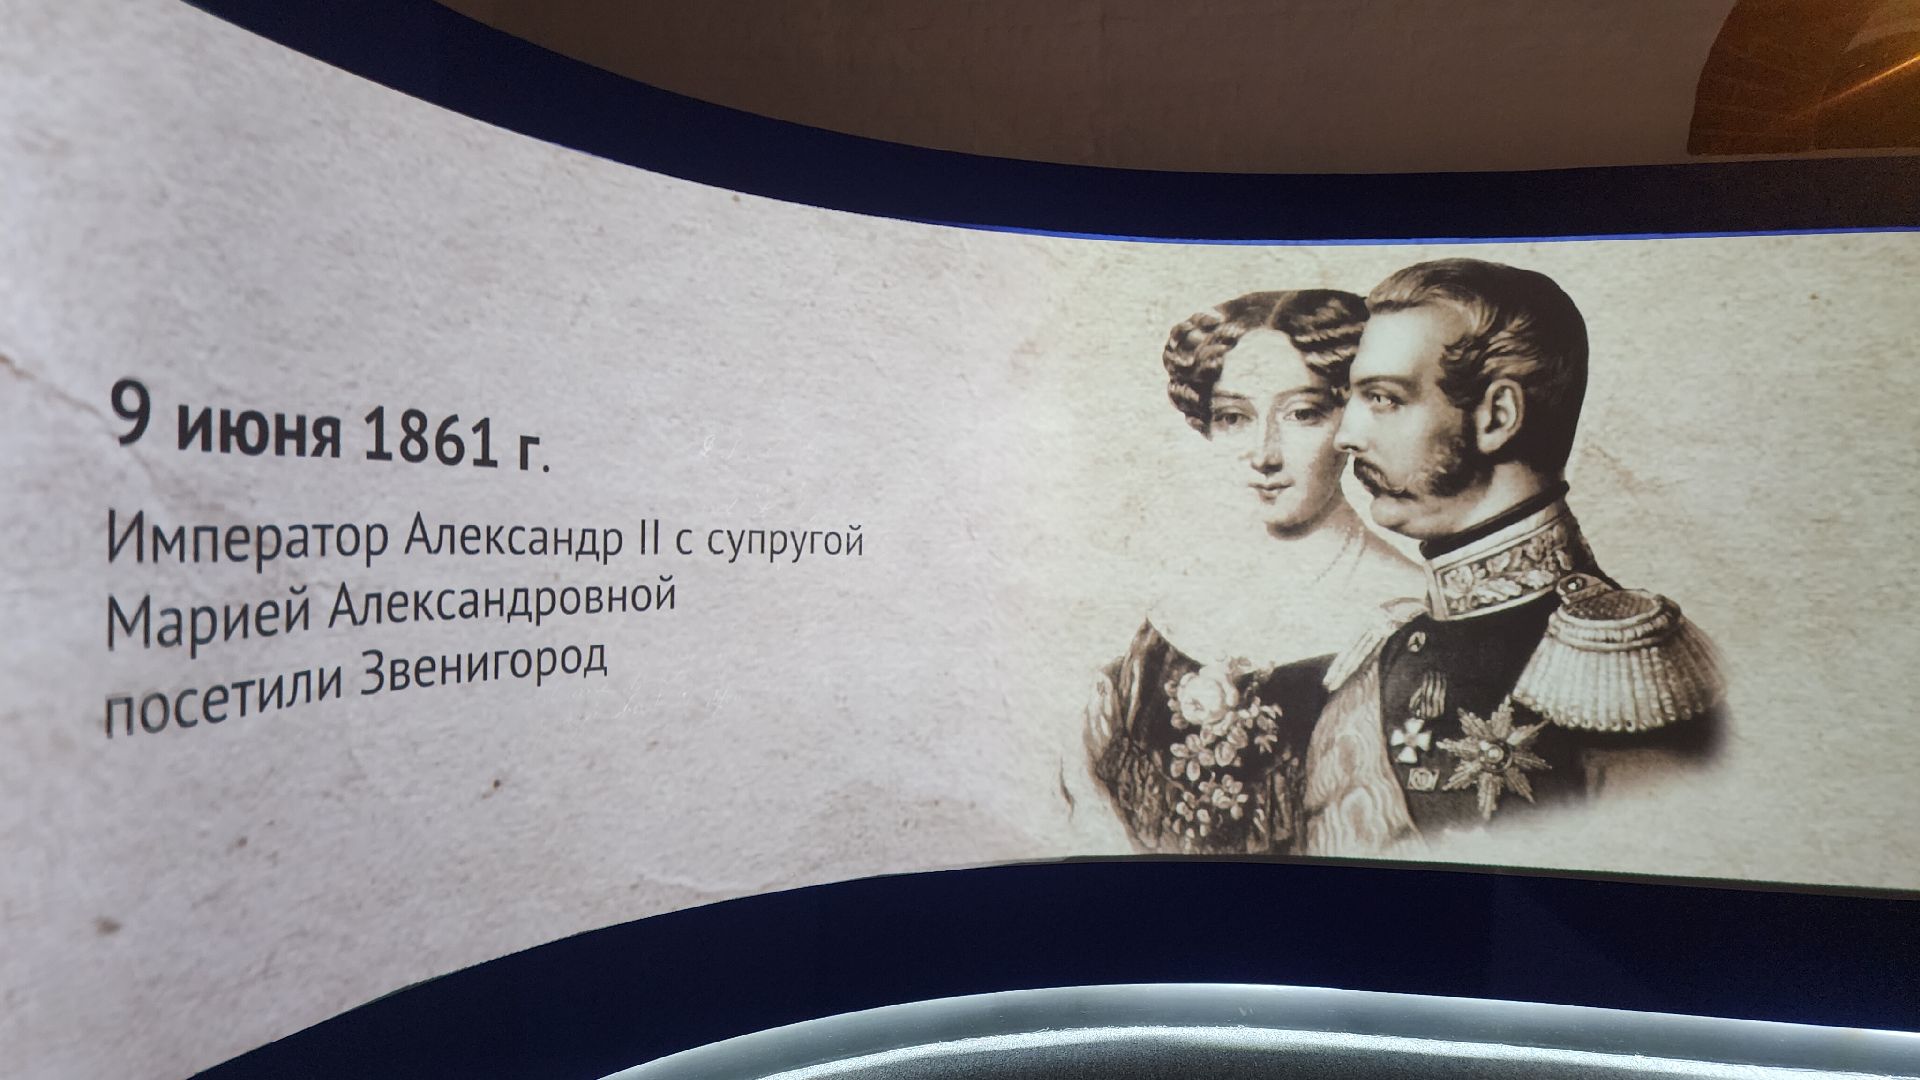 9 июня 1861 г.
Император Александр II с супругой
Марией Александровной
посетили Звенигород